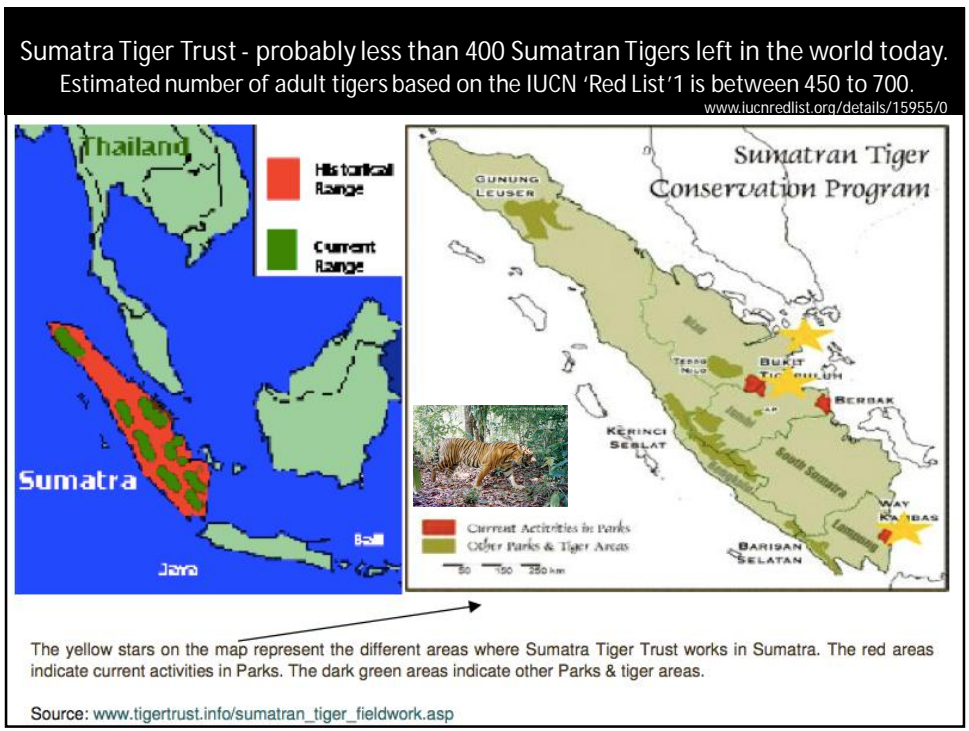 Sumatra Tiger Trust - probably less than 400 Sumatran Tigers left in the world today.
Estimated number of adult tigers based on the IUCN ‘Red List’1 is between 450 to 700.
www.iucnredlist.org/details/15955/0
Thailand
Historical
Range
Current
Range
Sumatra
Java
Bali
Sumatran Tiger
Conservation Program
GUNUNG
LEUSER
Riau
TESSO
NILO
BUKIT
BERBAK
KERINCI
SEBLAT
South Sumatra
WAY
Lampung
BARISAN
SELATAN
Current Activities in Parks
Other Parks & Tiger Areas
50 150 250 km
The yellow stars on the map represent the different areas where Sumatra Tiger Trust works in Sumatra. The red areas
indicate current activities in Parks. The dark green areas indicate other Parks & tiger areas.
Source: www.tigertrust.info/sumatran_tiger_fieldwork.asp